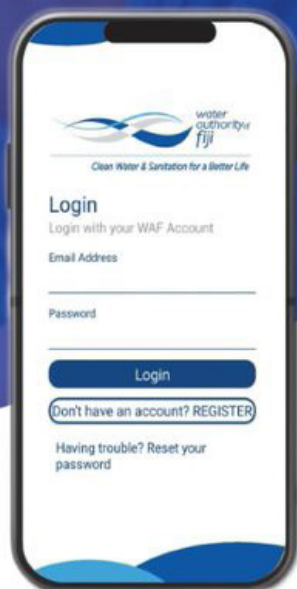 water
authority of
fiji
Clean Water & Sanitation for a Better Life
Login
Login with your WAF Account
Email Address
Password
Login
Don't have an account? REGISTER
Having trouble? Reset your
password